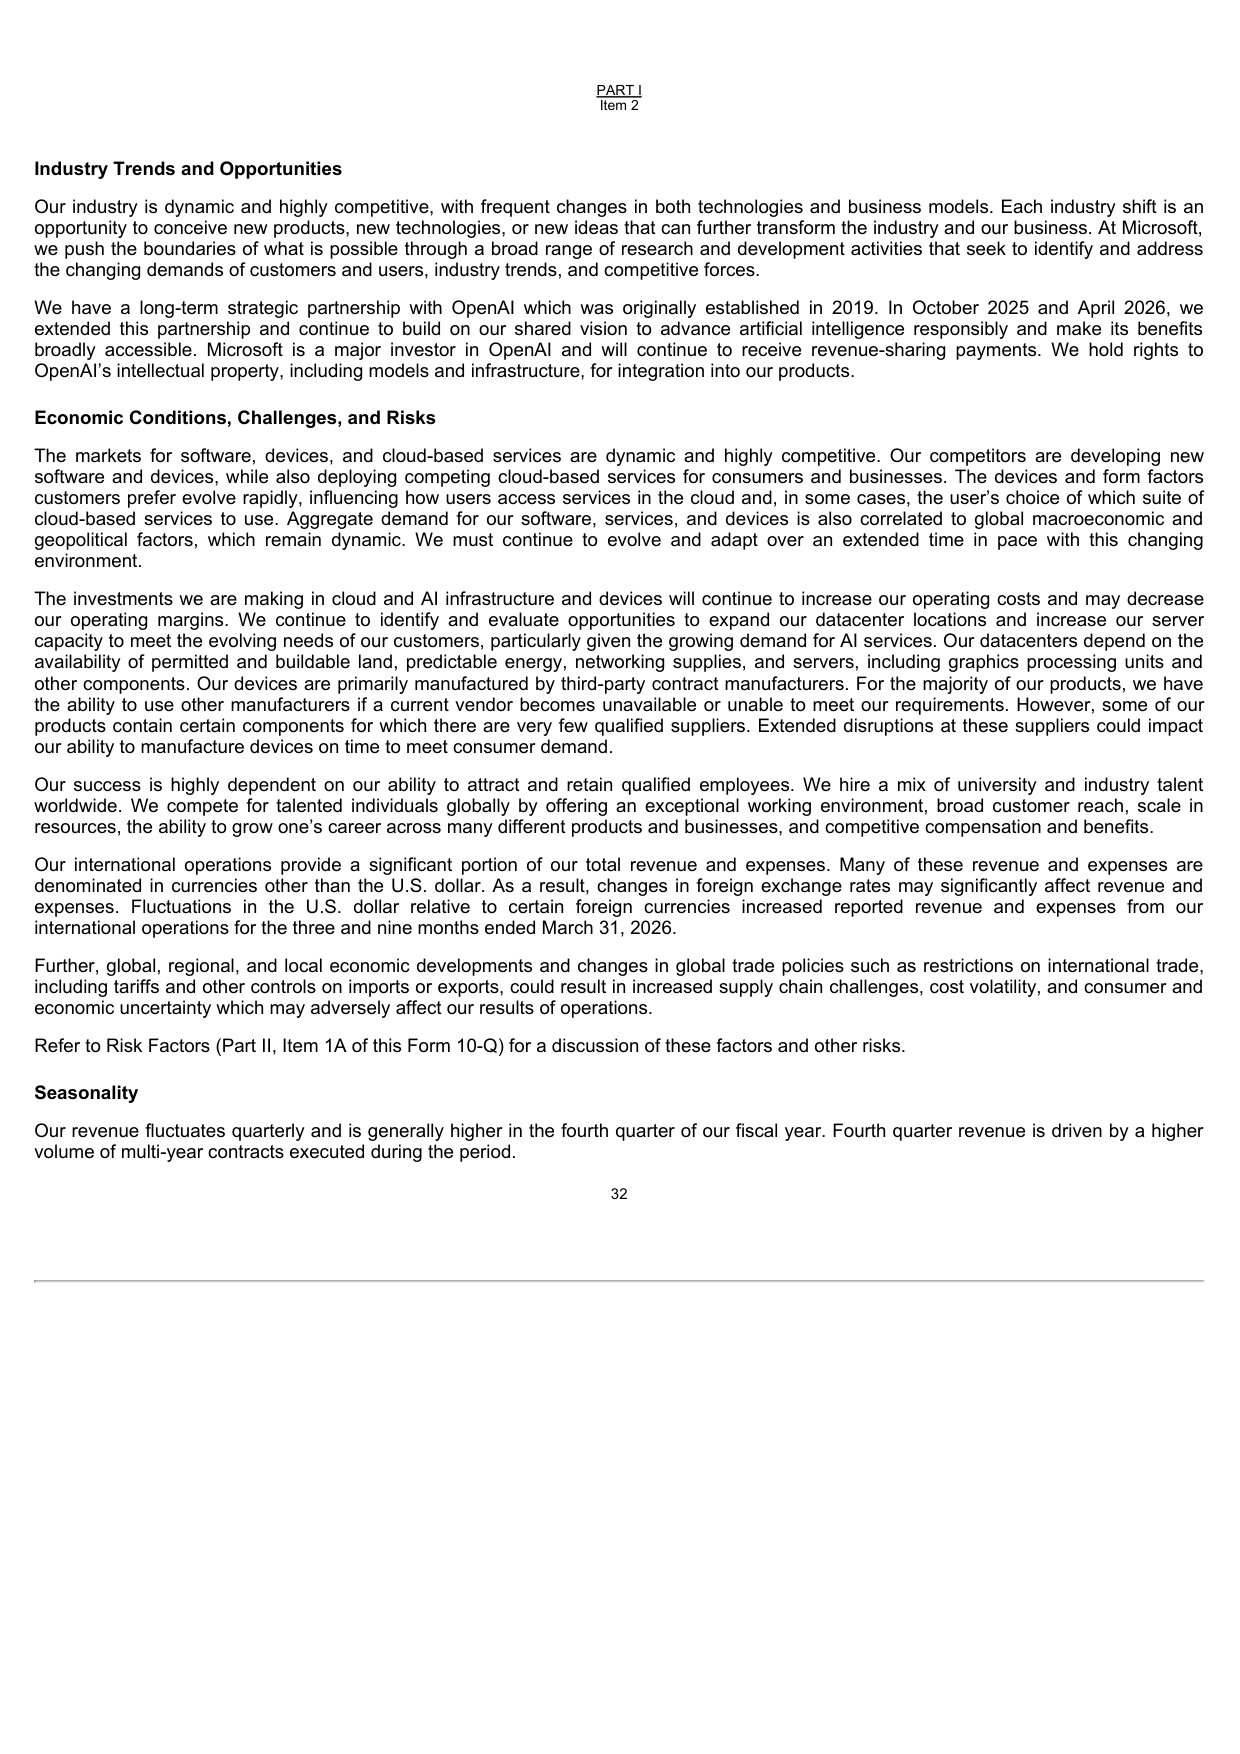 PART I
Item 2
Industry Trends and Opportunities
Our industry is dynamic and highly competitive, with frequent changes in both technologies and business models. Each industry shift is an
opportunity to conceive new products, new technologies, or new ideas that can further transform the industry and our business. At Microsoft,
we push the boundaries of what is possible through a broad range of research and development activities that seek to identify and address
the changing demands of customers and users, industry trends, and competitive forces.
We have a long-term strategic partnership with OpenAI which was originally established in 2019. In October 2025 and April 2026, we
extended this partnership and continue to build on our shared vision to advance artificial intelligence responsibly and make its benefits
broadly accessible. Microsoft is a major investor in OpenAI and will continue to receive revenue-sharing payments. We hold rights to
OpenAI’s intellectual property, including models and infrastructure, for integration into our products.
Economic Conditions, Challenges, and Risks
The markets for software, devices, and cloud-based services are dynamic and highly competitive. Our competitors are developing new
software and devices, while also deploying competing cloud-based services for consumers and businesses. The devices and form factors
customers prefer evolve rapidly, influencing how users access services in the cloud and, in some cases, the user’s choice of which suite of
cloud-based services to use. Aggregate demand for our software, services, and devices is also correlated to global macroeconomic and
geopolitical factors, which remain dynamic. We must continue to evolve and adapt over an extended time in pace with this changing
environment.
The investments we are making in cloud and AI infrastructure and devices will continue to increase our operating costs and may decrease
our operating margins. We continue to identify and evaluate opportunities to expand our datacenter locations and increase our server
capacity to meet the evolving needs of our customers, particularly given the growing demand for AI services. Our datacenters depend on the
availability of permitted and buildable land, predictable energy, networking supplies, and servers, including graphics processing units and
other components. Our devices are primarily manufactured by third-party contract manufacturers. For the majority of our products, we have
the ability to use other manufacturers if a current vendor becomes unavailable or unable to meet our requirements. However, some of our
products contain certain components for which there are very few qualified suppliers. Extended disruptions at these suppliers could impact
our ability to manufacture devices on time to meet consumer demand.
Our success is highly dependent on our ability to attract and retain qualified employees. We hire a mix of university and industry talent
worldwide. We compete for talented individuals globally by offering an exceptional working environment, broad customer reach, scale in
resources, the ability to grow one’s career across many different products and businesses, and competitive compensation and benefits.
Our international operations provide a significant portion of our total revenue and expenses. Many of these revenue and expenses are
denominated in currencies other than the U.S. dollar. As a result, changes in foreign exchange rates may significantly affect revenue and
expenses. Fluctuations in the U.S. dollar relative to certain foreign currencies increased reported revenue and expenses from our
international operations for the three and nine months ended March 31, 2026.
Further, global, regional, and local economic developments and changes in global trade policies such as restrictions on international trade,
including tariffs and other controls on imports or exports, could result in increased supply chain challenges, cost volatility, and consumer and
economic uncertainty which may adversely affect our results of operations.
Refer to Risk Factors (Part II, Item 1A of this Form 10-Q) for a discussion of these factors and other risks.
Seasonality
Our revenue fluctuates quarterly and is generally higher in the fourth quarter of our fiscal year. Fourth quarter revenue is driven by a higher
volume of multi-year contracts executed during the period.
32